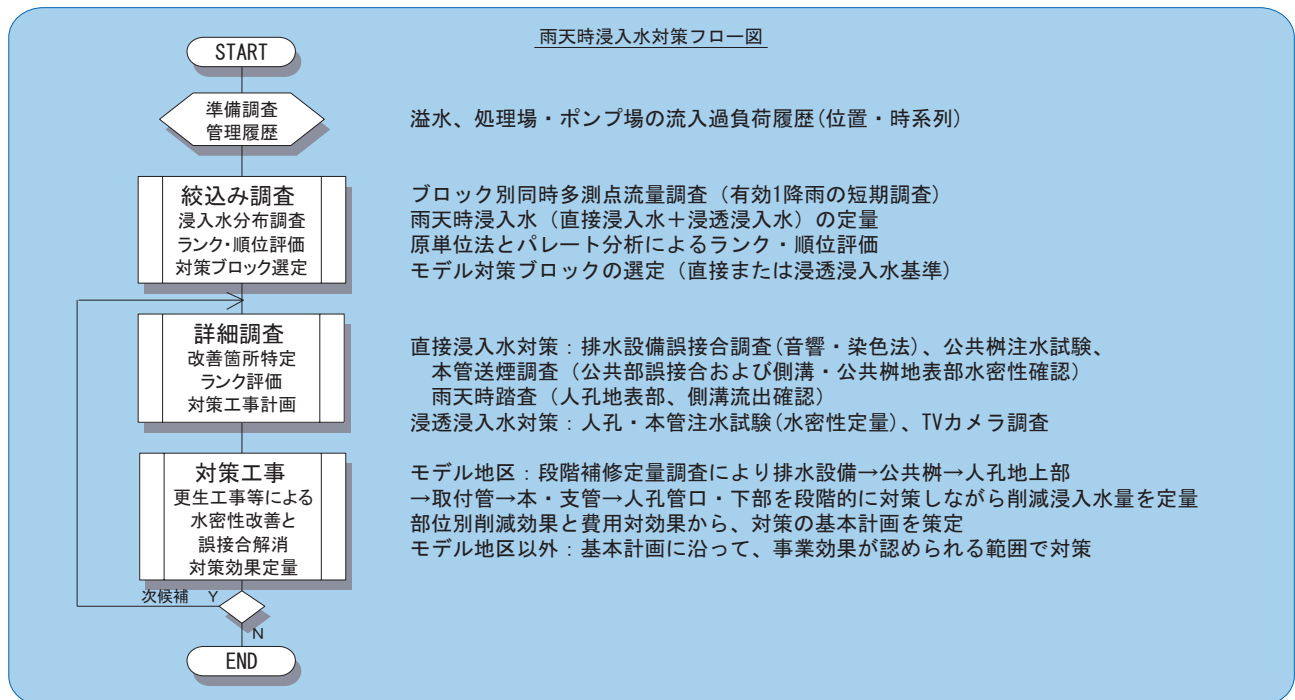 雨天時浸入水対策フロー図
START
準備調査
管理履歴
溢水、処理場・ポンプ場の流入過負荷履歴(位置・時系列)
絞込み調査
浸入水分布調査
ランク・順位評価
対策ブロック選定
ブロック別同時多測点流量調査（有効1降雨の短期調査）
雨天時浸入水（直接浸入水＋浸透浸入水）の定量
原単位法とパレート分析によるランク・順位評価
モデル対策ブロックの選定（直接または浸透浸入水基準）
詳細調査
改善箇所特定
ランク評価
対策工事計画
直接浸入水対策：排水設備誤接合調査(音響・染色法)、公共桝注水試験、
本管送煙調査（公共部誤接合および側溝・公共桝地表部水密性確認）
雨天時踏査（人孔地表部、側溝流出確認）
浸透浸入水対策：人孔・本管注水試験(水密性定量)、TVカメラ調査
対策工事
更生工事等による
水密性改善と
誤接合解消
対策効果定量
モデル地区：段階補修定量調査により排水設備→公共桝→人孔地上部
→取付管→本・支管→人孔管口・下部を段階的に対策しながら削減浸入水量を定量
部位別削減効果と費用対効果から、対策の基本計画を策定
モデル地区以外：基本計画に沿って、事業効果が認められる範囲で対策
次候補 Y
N
END